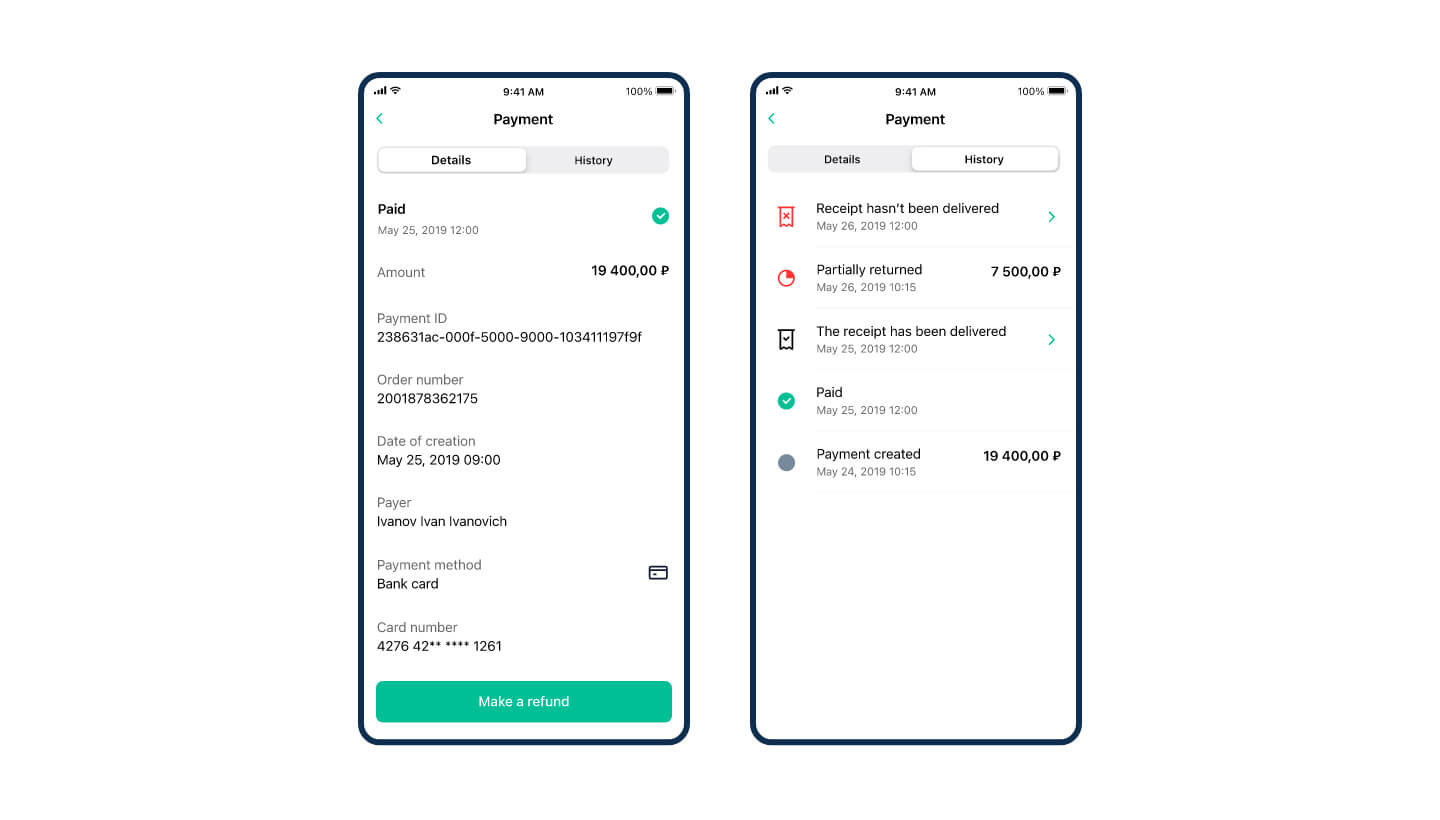 9:41 AM 100%
Payment
Details History
Paid
May 25, 2019 12:00
Amount 19 400,00 ₽
Payment ID
238631ac-000f-5000-9000-103411197f9f
Order number
2001878362175
Date of creation
May 25, 2019 09:00
Payer
Ivanov Ivan Ivanovich
Payment method
Bank card
Card number
4276 42** **** 1261
Make a refund
9:41 AM 100%
Payment
Details History
Receipt hasn't been delivered
May 26, 2019 12:00
Partially returned 7 500,00 ₽
May 26, 2019 10:15
The receipt has been delivered
May 25, 2019 12:00
Paid
May 25, 2019 12:00
Payment created 19 400,00 ₽
May 24, 2019 10:15